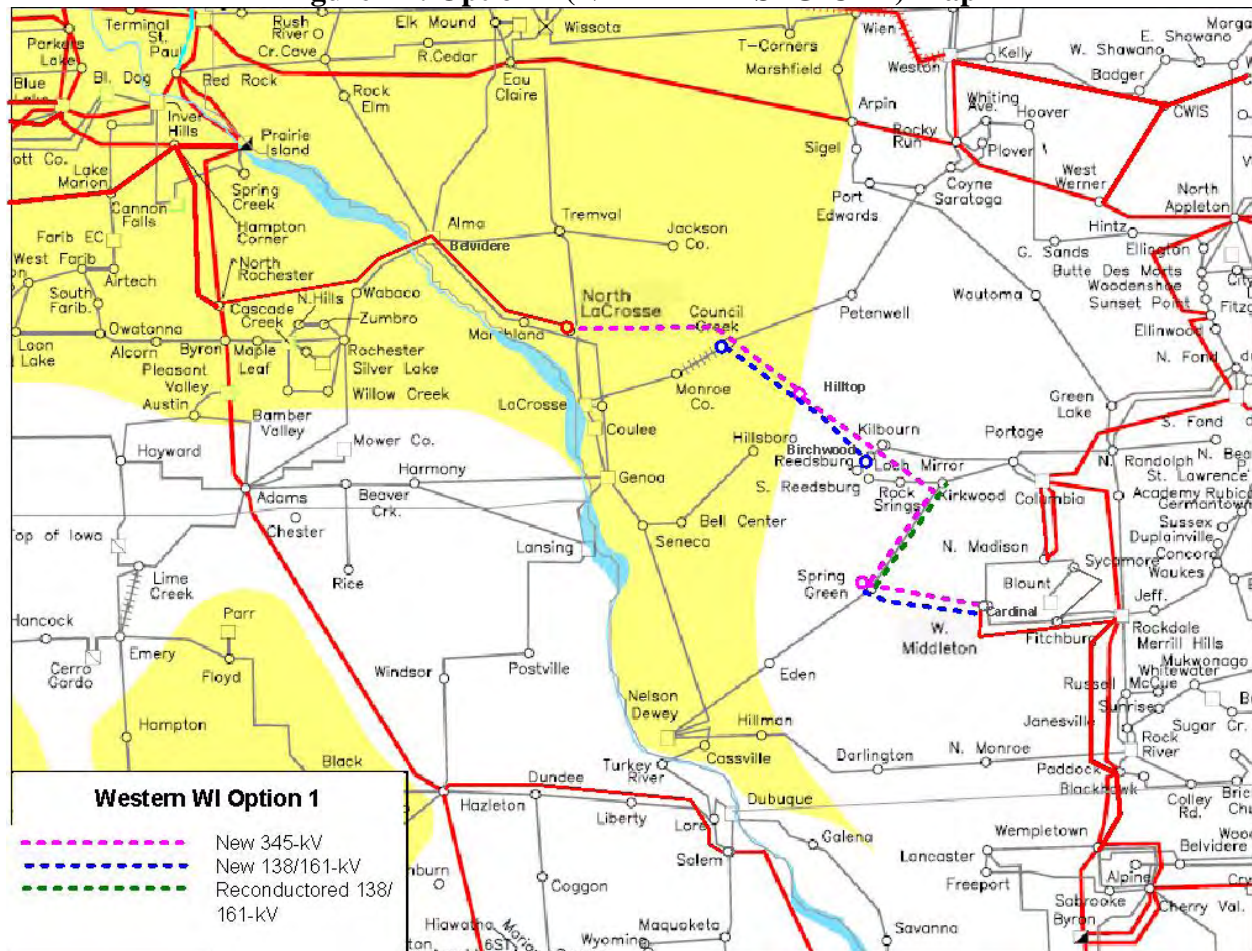 Rush
River
Elk Mound
Wissota
T-Corners
Wien
Kelly
W. Shawano
E. Shawano
Terminal
St.
Paul
Parkers
Lake
Cr.Cave
R.Cedar
Eau
Claire
Marshfield
Weston
Badger
Bl. Dog
Red Rock
Rock
Elm
Arpin
Whiting
Ave.
Hoover
CWIS
Blue
Inver
Hills
Prairie
Island
Sigel
Rocky
Run
Plover
West
Werner
Lake
Marion
Spring
Creek
Coyne
Saratoga
Port
Edwards
North
Appleton
Cannon
Falls
Hampton
Corner
Alma
Belvidere
Tremval
Jackson
Co.
Hintz
Ellington
Farib EC
G. Sands
Butte Des Morts
Woodenshoe
Sunset Point
West Farib
Airtech
North
Rochester
South
Farib.
N.Hills
Wabaco
Cascade
Creek
Zumbro
North
LaCrosse
Council
Creek
Petenwell
Wautoma
Ellinwood
Owatanna
Alcorn
Byron
Maple
Leaf
Rochester
Silver Lake
Marshland
N. Fond
Pleasant
Valley
Willow Creek
Monroe
Co.
Hilltop
Green
Lake
Austin
Bamber
Valley
LaCrosse
Coulee
Hillsboro
Kilbourn
Portage
S. Fond
Hayward
Mower Co.
Harmony
Genoa
Birchwood
Reedsburg
Loch Mirror
N. Randolph
St. Lawrence
S. Reedsburg
Rock
Srings
Kirkwood
Columbia
Academy Rubico
Germantown
Adams
Beaver
Crk.
Chester
Bell Center
Seneca
Sussex
Duplainville
Concord
Top of Iowa
Lansing
N. Madison
Sycamore
Waukes
Lime
Creek
Rice
Spring
Green
Blount
Jeff.
Hancock
Parr
Cardinal
W.
Middleton
Fitchburg
Rockdale
Merrill Hills
Emery
Floyd
Cerro
Gordo
Windsor
Postville
Eden
Mukwonago
Whitewater
Russell
McCue
Sunrise
Hampton
Nelson
Dewey
Hillman
Janesville
Sugar Cr.
Black
Cassville
Darlington
N. Monroe
Rock
River
Turkey
River
Paddock
Blackhawk
Colley
Rd.
Hazleton
Dundee
Liberty
Lore
Dubuque
Salem
Galena
Wempletown
Belvidere
Lancaster
Freeport
Alpine
Sabrooke
Byron
Cherry Val.
Coggon
Hiawatha
Maquoketa
Wyoming
Savanna
Western WI Option 1
New 345-kV
New 138/161-kV
Reconductored 138/
161-kV